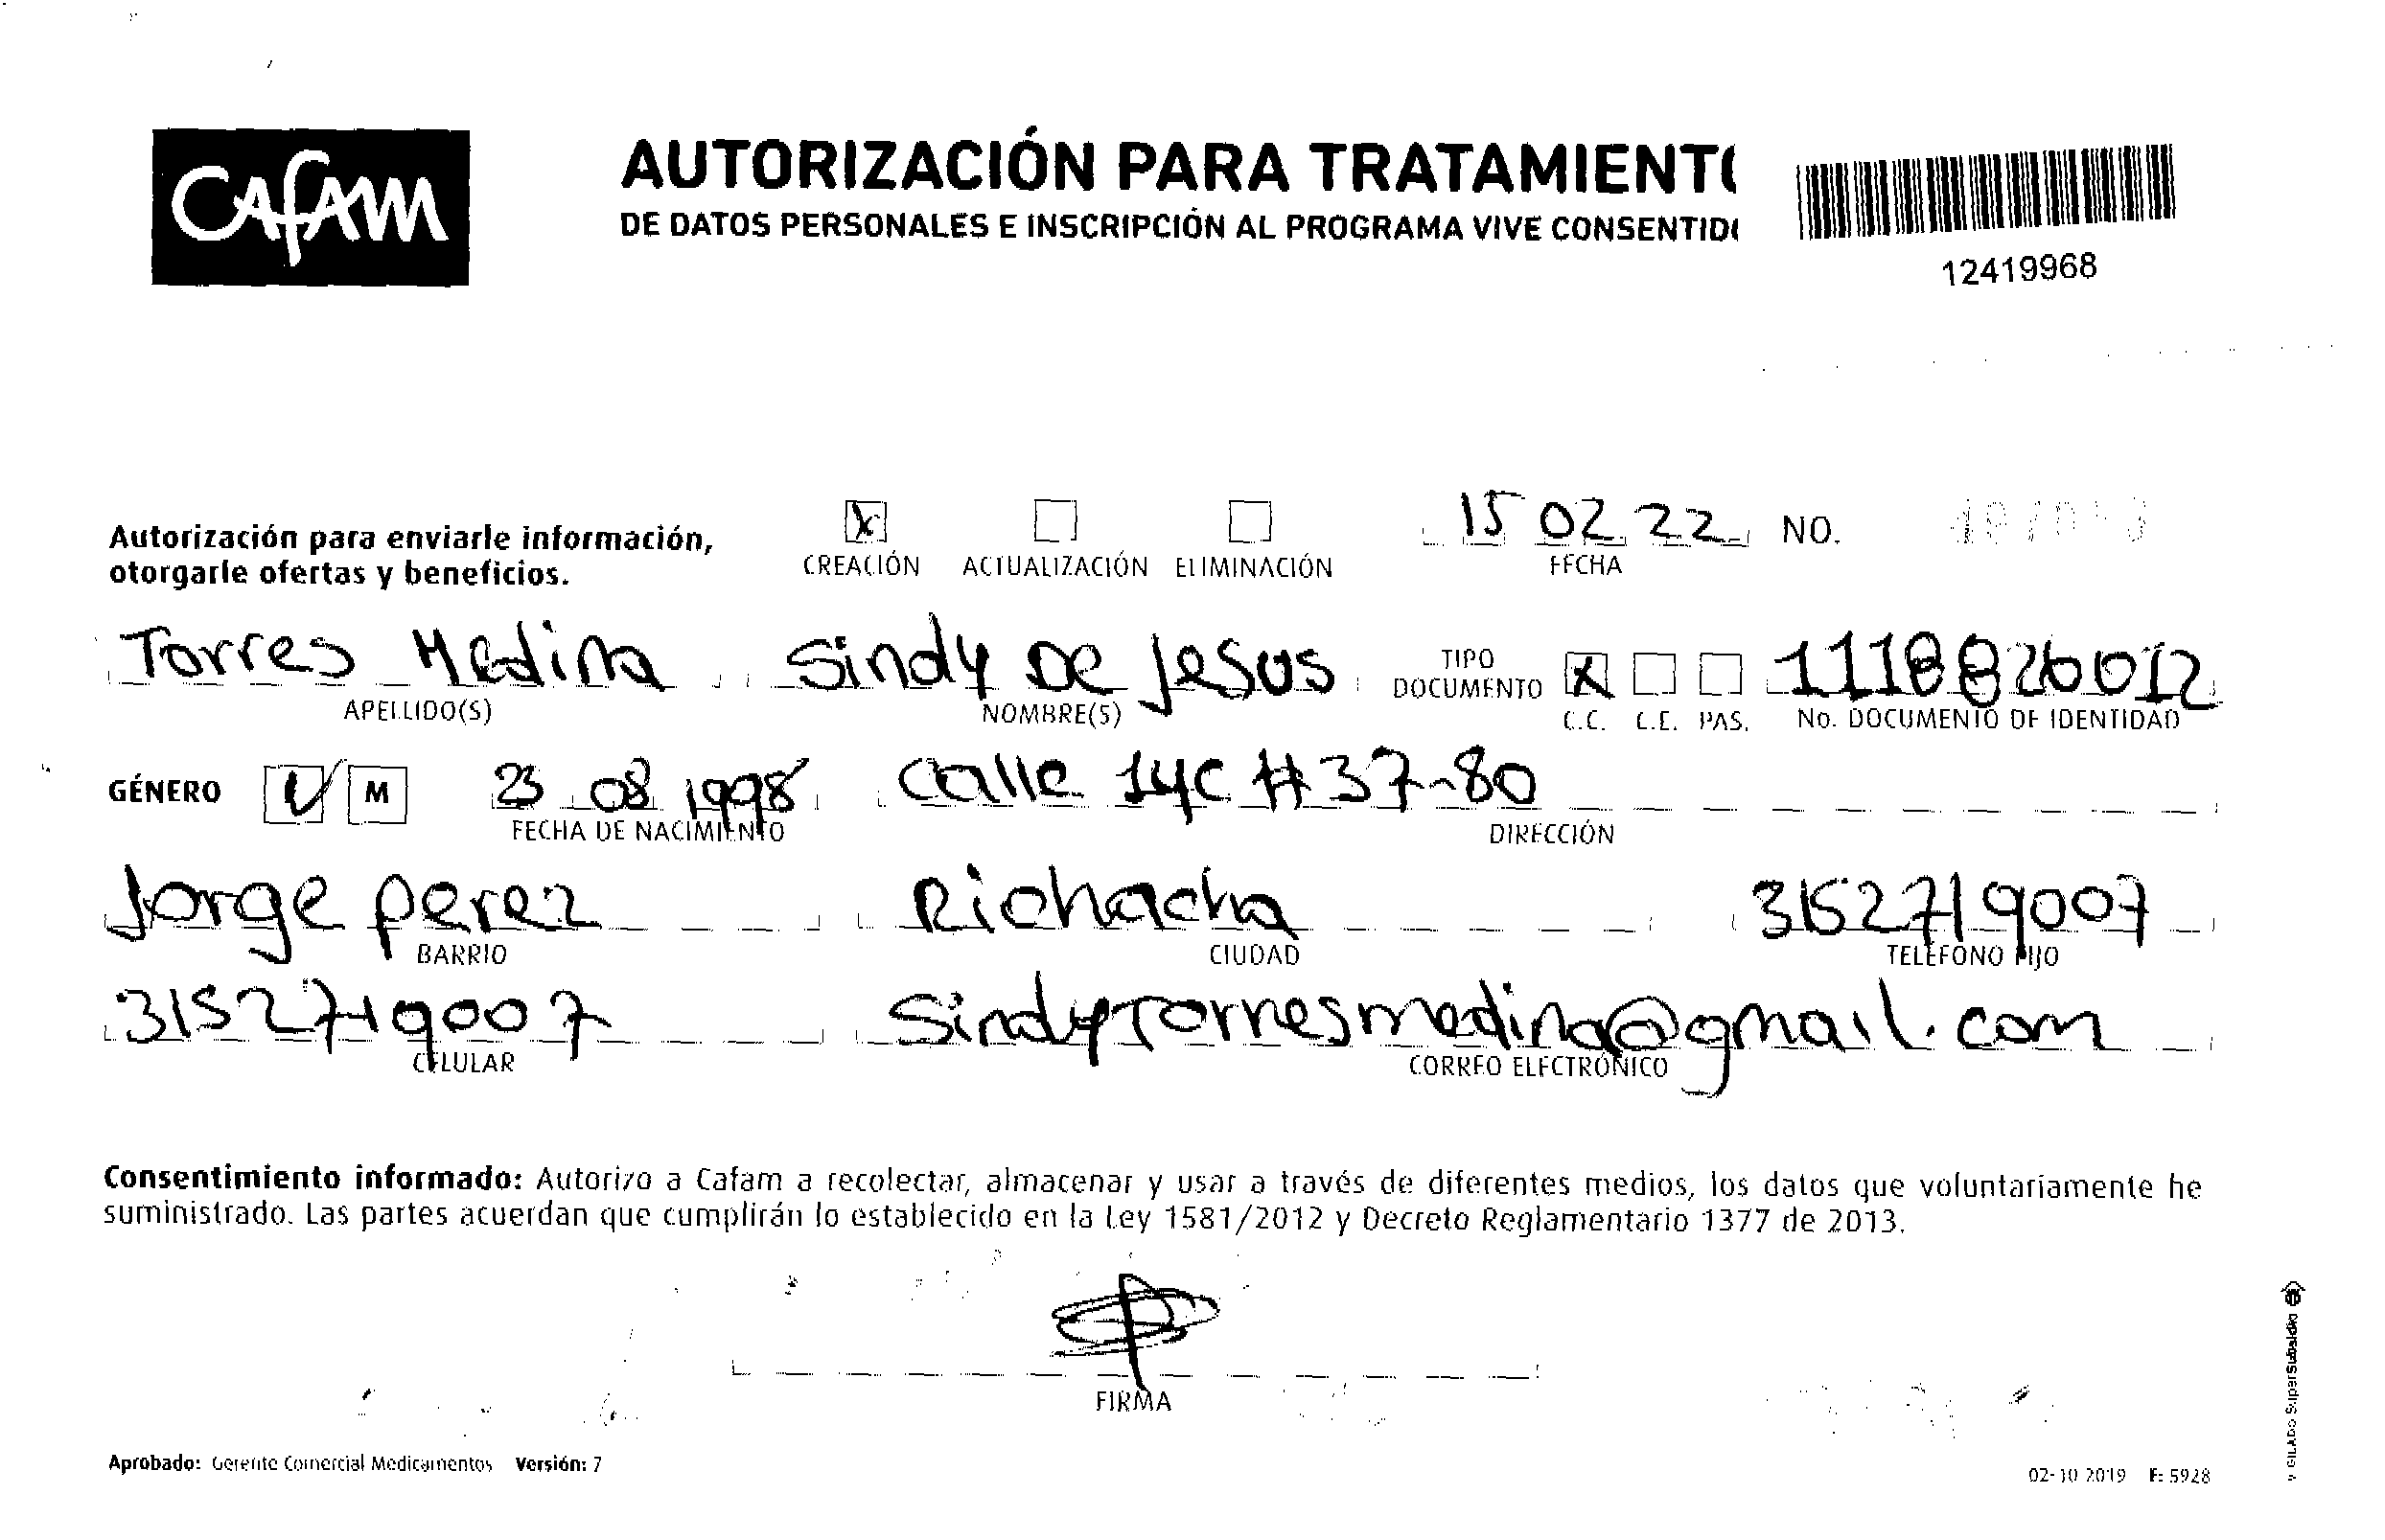 Cafam
AUTORIZACIÓN PARA TRATAMIENTO
DE DATOS PERSONALES E INSCRIPCIÓN AL PROGRAMA VIVE CONSENTIDO
12419968
Autorización para enviarle información,
otorgarle ofertas y beneficios.
X CREACIÓN ACTUALIZACIÓN ELIMINACIÓN
15 02 22 NO.
FECHA
Torres Medina Sindy De Jesus TIPO DOCUMENTO X 1118826012
APELLIDO(S) NOMBRE(S) C.C. C.E. PAS. No. DOCUMENTO DE IDENTIDAD
GÉNERO M 23 08 1998 Calle 14C # 37-80
FECHA DE NACIMIENTO DIRECCIÓN
Jorge perez Riohacha 3152719007
BARRIO CIUDAD TELÉFONO FIJO
3152719007 SindyTorresmedina@gmail.com
CELULAR CORREO ELECTRÓNICO
Consentimiento informado: Autorizo a Cafam a recolectar, almacenar y usar a través de diferentes medios, los datos que voluntariamente he
suministrado. Las partes acuerdan que cumplirán lo establecido en la Ley 1581/2012 y Decreto Reglamentario 1377 de 2013.
FIRMA
Aprobado: Gerente Comercial Medicamentos Versión: 7
02-10 2019 F: 5928
VIGILADO SuperSubsidio